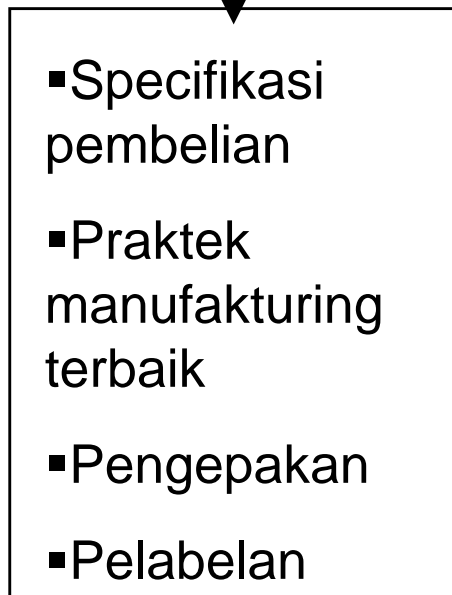 ▪Specifikasi
pembelian
▪Praktek
manufakturing
terbaik
▪Pengepakan
▪Pelabelan